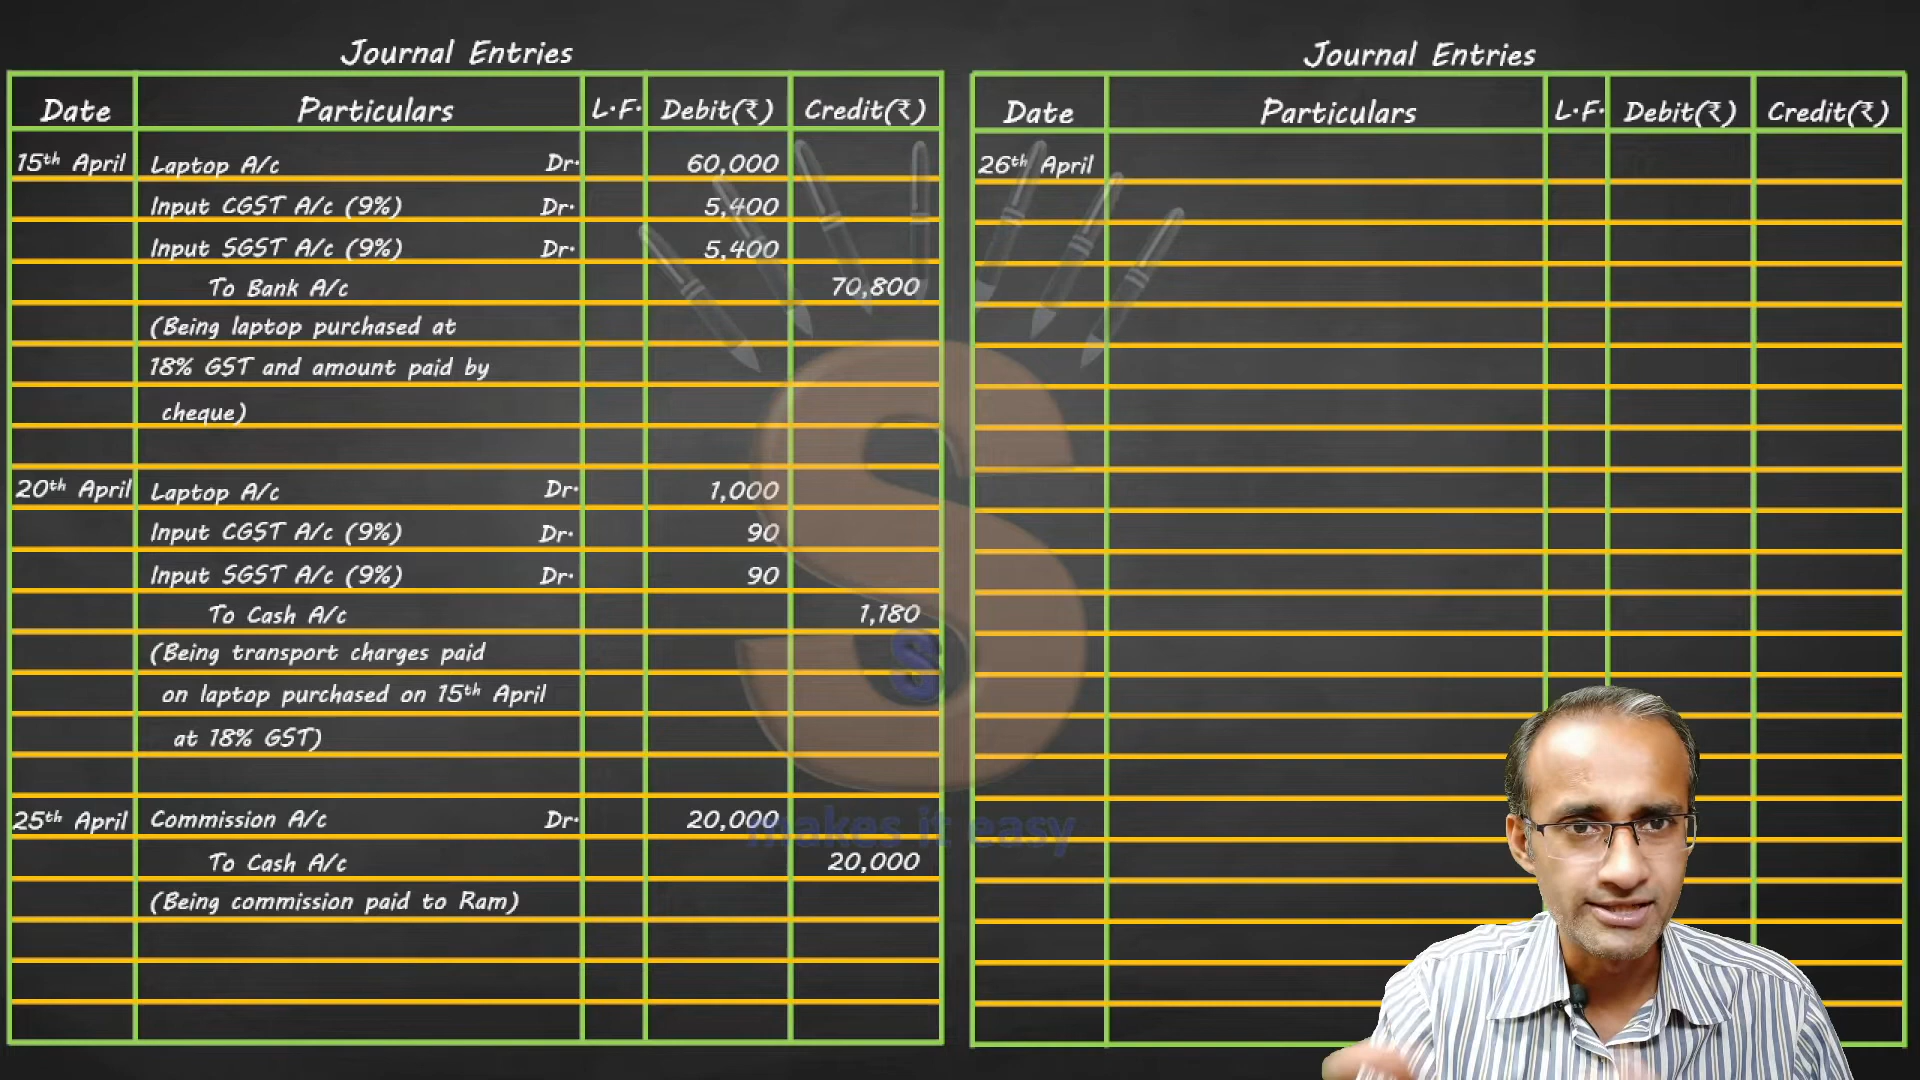 Journal Entries
Date Particulars L.F. Debit(₹) Credit(₹)
15th April Laptop A/c Dr. 60,000
Input CGST A/c (9%) Dr. 5,400
Input SGST A/c (9%) Dr. 5,400
To Bank A/c 70,800
(Being laptop purchased at
18% GST and amount paid by
cheque)
20th April Laptop A/c Dr. 1,000
Input CGST A/c (9%) Dr. 90
Input SGST A/c (9%) Dr. 90
To Cash A/c 1,180
(Being transport charges paid
on laptop purchased on 15th April
at 18% GST)
25th April Commission A/c Dr. 20,000
To Cash A/c 20,000
(Being commission paid to Ram)
Journal Entries
Date Particulars L.F. Debit(₹) Credit(₹)
26th April
S
S
makes it easy